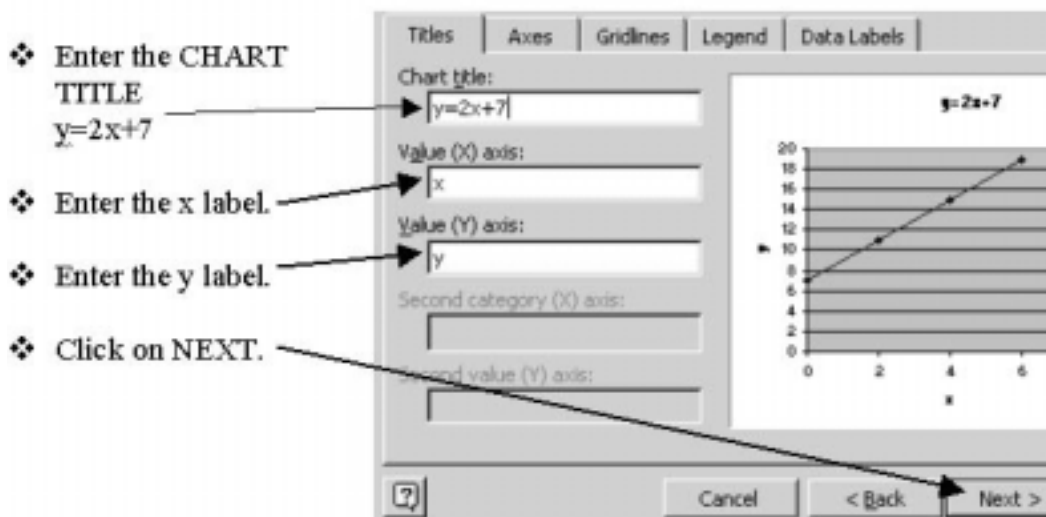 ❖ Enter the CHART
TITLE
y=2x+7
❖ Enter the x label.
❖ Enter the y label.
❖ Click on NEXT.
Titles Axes Gridlines Legend Data Labels
Chart title:
y=2x+7
Value (X) axis:
x
Value (Y) axis:
y
Second category (X) axis:
Second value (Y) axis:
y=2x+7
20
18
16
14
12
10
8
6
4
2
0
y
0 2 4 6
x
? Cancel < Back Next >